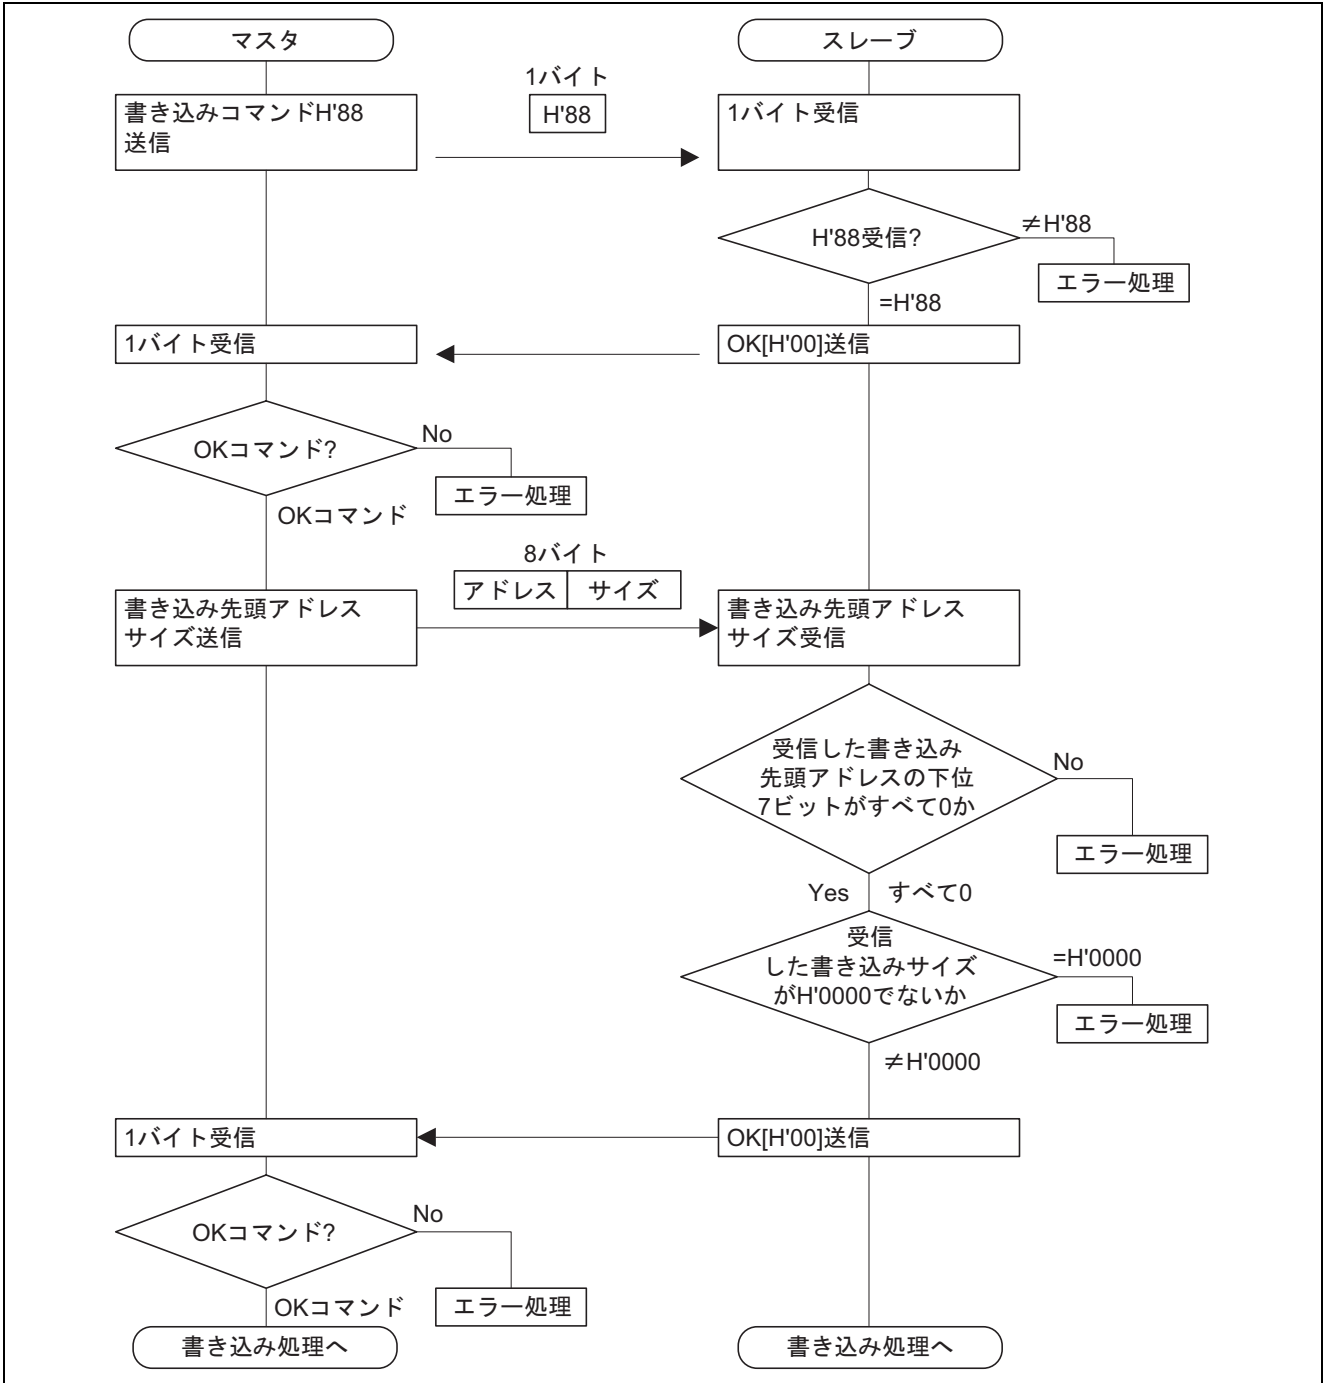 マスタ
スレーブ
1バイト
書き込みコマンドH'88
送信
H'88
1バイト受信
H'88受信?
≠H'88
エラー処理
=H'88
1バイト受信
OK[H'00]送信
OKコマンド?
No
エラー処理
OKコマンド
8バイト
アドレス
サイズ
書き込み先頭アドレス
サイズ送信
書き込み先頭アドレス
サイズ受信
受信した書き込み
先頭アドレスの下位
7ビットがすべて0か
No
エラー処理
Yes
すべて0
受信
した書き込みサイズ
がH'0000でないか
=H'0000
エラー処理
≠H'0000
1バイト受信
OK[H'00]送信
OKコマンド?
No
エラー処理
OKコマンド
書き込み処理へ
書き込み処理へ